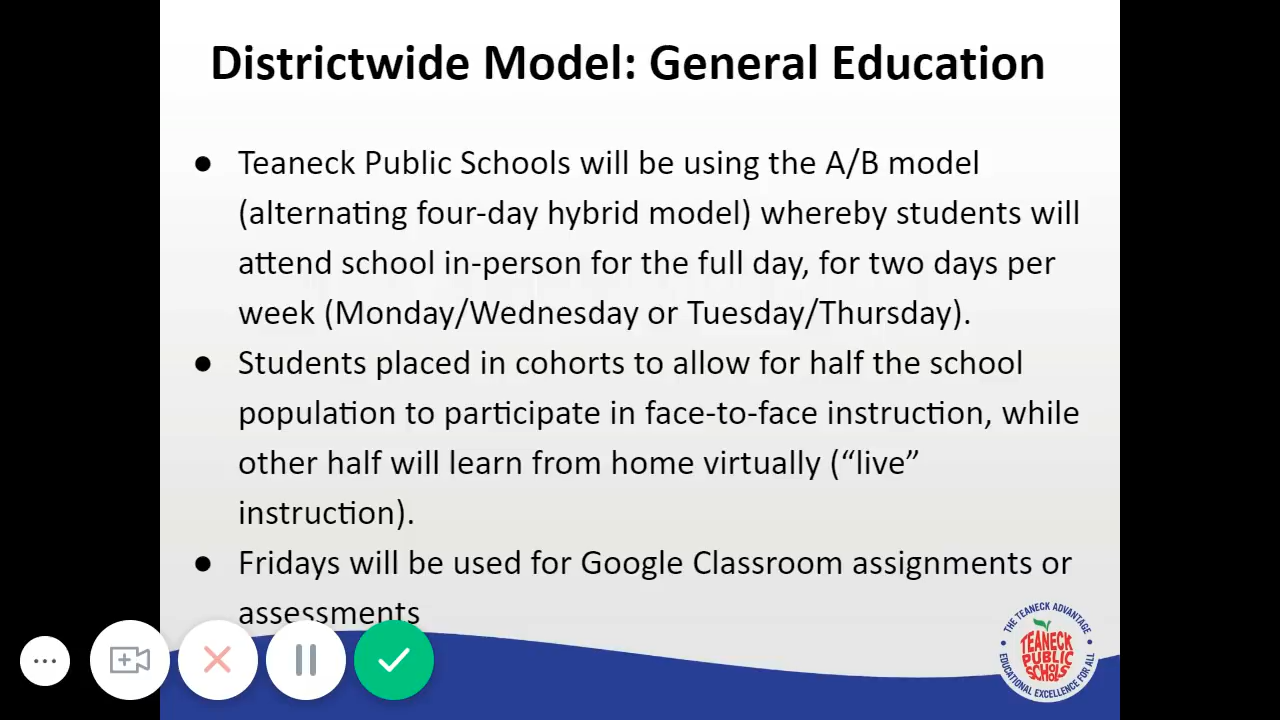 Districtwide Model: General Education
● Teaneck Public Schools will be using the A/B model
(alternating four-day hybrid model) whereby students will
attend school in-person for the full day, for two days per
week (Monday/Wednesday or Tuesday/Thursday).
● Students placed in cohorts to allow for half the school
population to participate in face-to-face instruction, while
other half will learn from home virtually (“live”
instruction).
● Fridays will be used for Google Classroom assignments or
assessments
THE TEANECK ADVANTAGE
TEANECK
PUBLIC
SCHOOLS
EDUCATIONAL EXCELLENCE FOR ALL